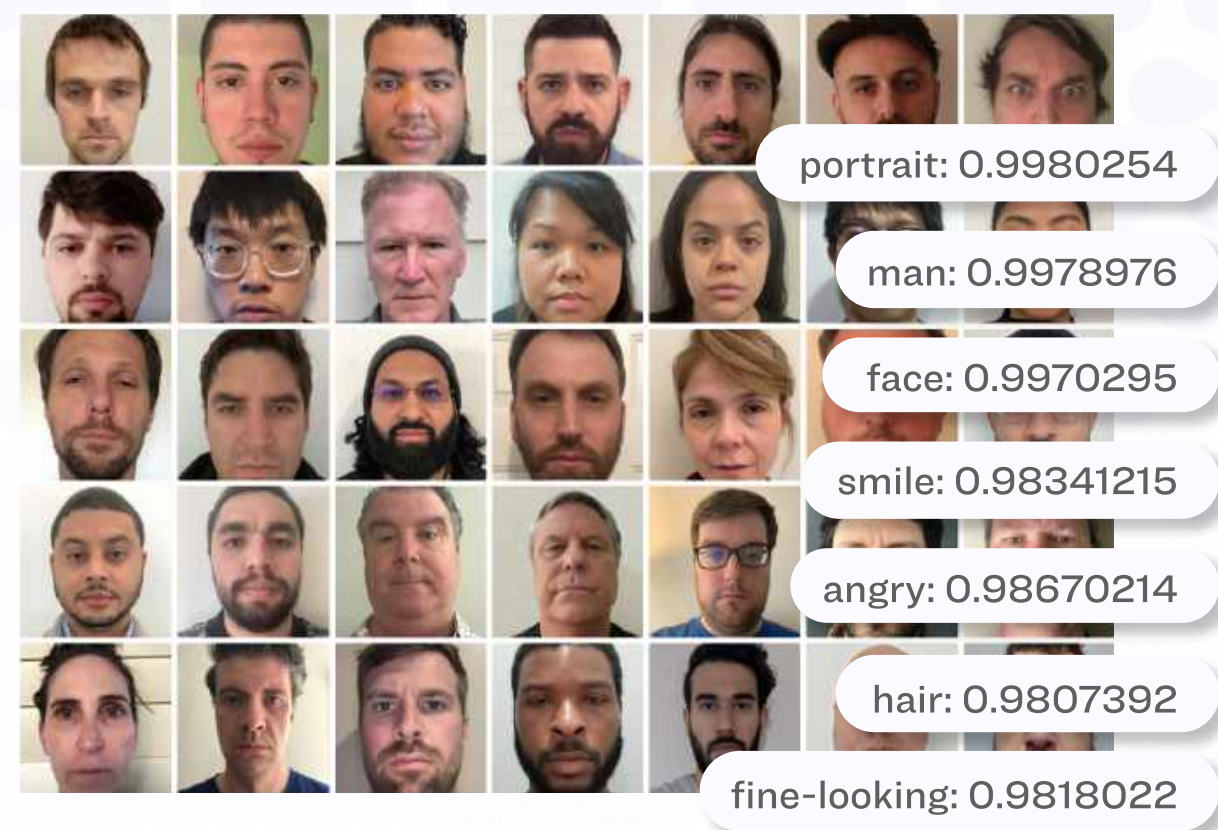 portrait: 0.9980254
man: 0.9978976
face: 0.9970295
smile: 0.98341215
angry: 0.98670214
hair: 0.9807392
fine-looking: 0.9818022